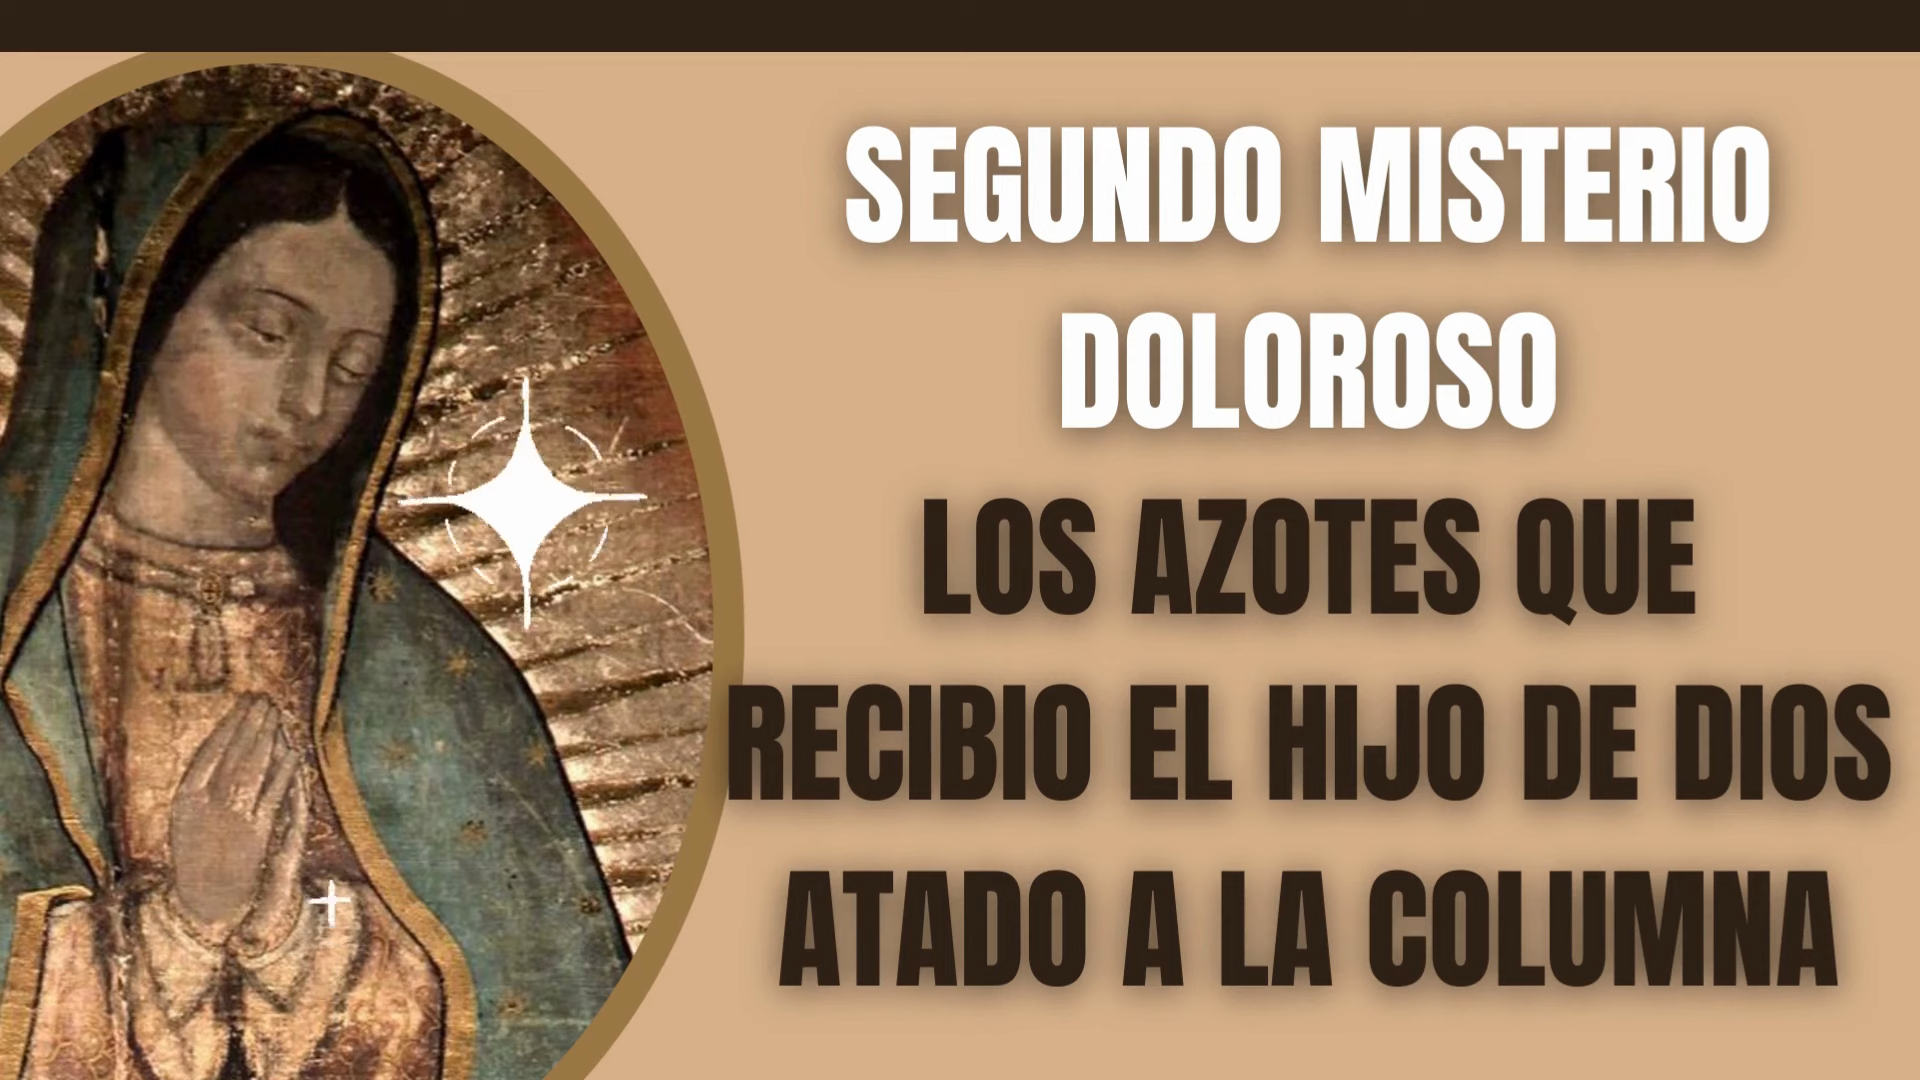 SEGUNDO MISTERIO
DOLOROSO
LOS AZOTES QUE
RECIBIO EL HIJO DE DIOS
ATADO A LA COLUMNA